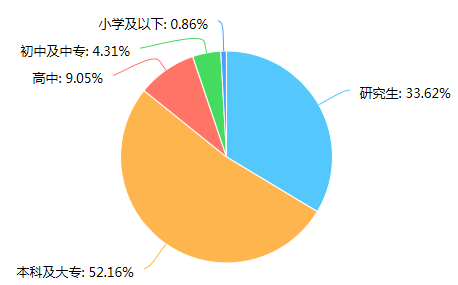 小学及以下: 0.86%
初中及中专: 4.31%
高中: 9.05%
研究生: 33.62%
本科及大专: 52.16%